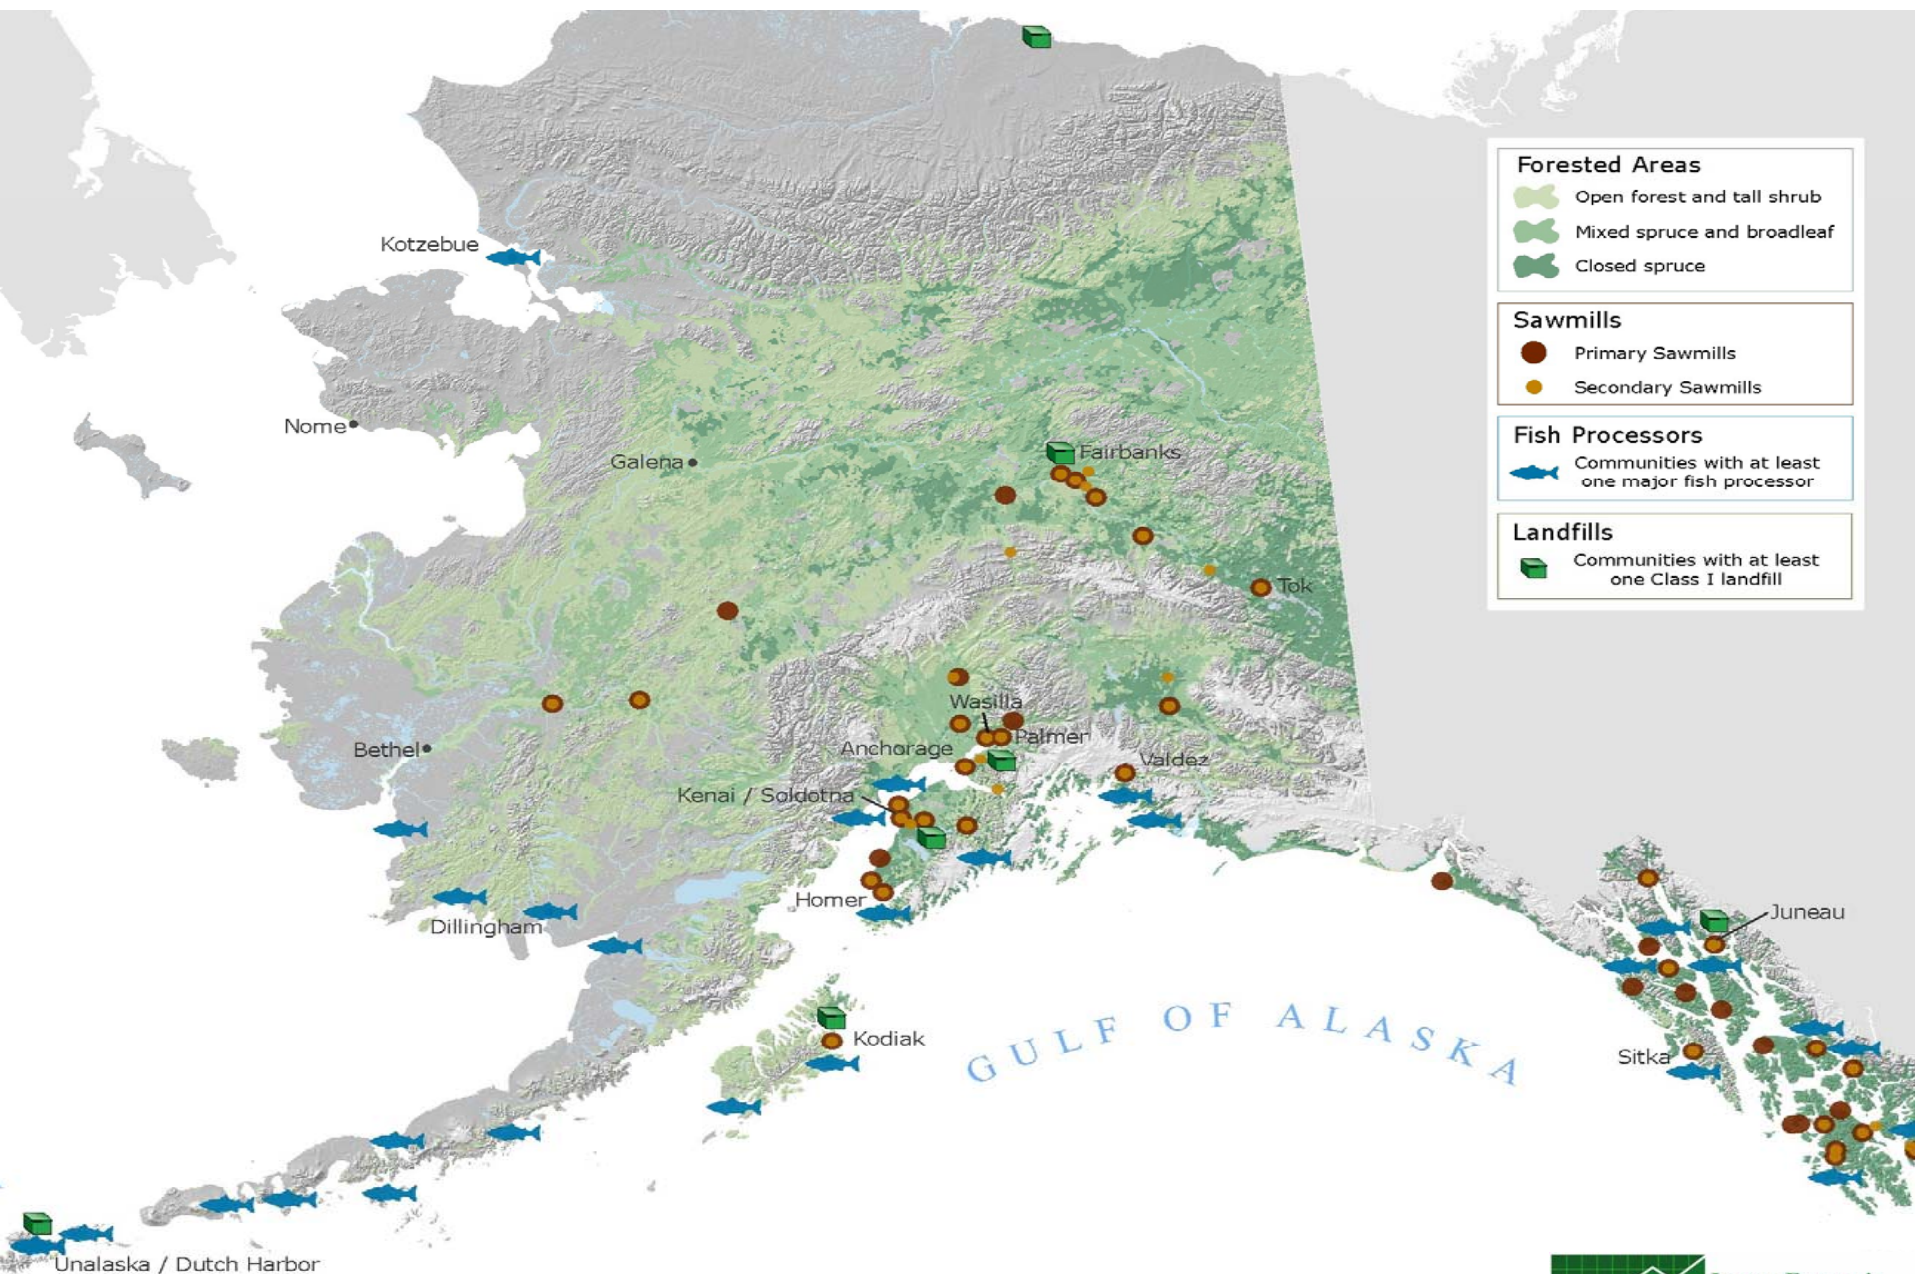 Forested Areas
Open forest and tall shrub
Mixed spruce and broadleaf
Closed spruce
Sawmills
Primary Sawmills
Secondary Sawmills
Fish Processors
Communities with at least
one major fish processor
Landfills
Communities with at least
one Class I landfill
Kotzebue
Nome
Galena
Fairbanks
Tok
Wasilla
Palmer
Anchorage
Bethel
Valdez
Kenai / Soldotna
Homer
Dillingham
Juneau
Kodiak
Sitka
GULF OF ALASKA
Unalaska / Dutch Harbor